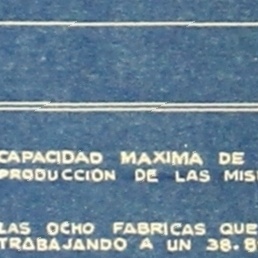 CAPACIDAD MAXIMA DE
PRODUCCION DE LAS MIS
LAS OCHO FABRICAS QUE
TRABAJANDO A UN 38.8